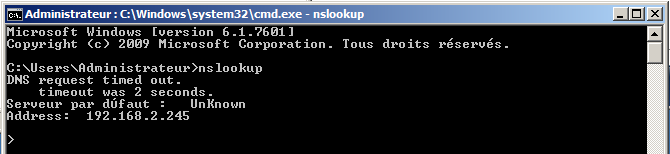 Administrateur : C:\Windows\system32\cmd.exe - nslookup
Microsoft Windows [version 6.1.7601]
Copyright (c) 2009 Microsoft Corporation. Tous droits réservés.
C:\Users\Administrateur>nslookup
DNS request timed out.
timeout was 2 seconds.
Serveur par dúfaut :   UnKnown
Address:  192.168.2.245
>